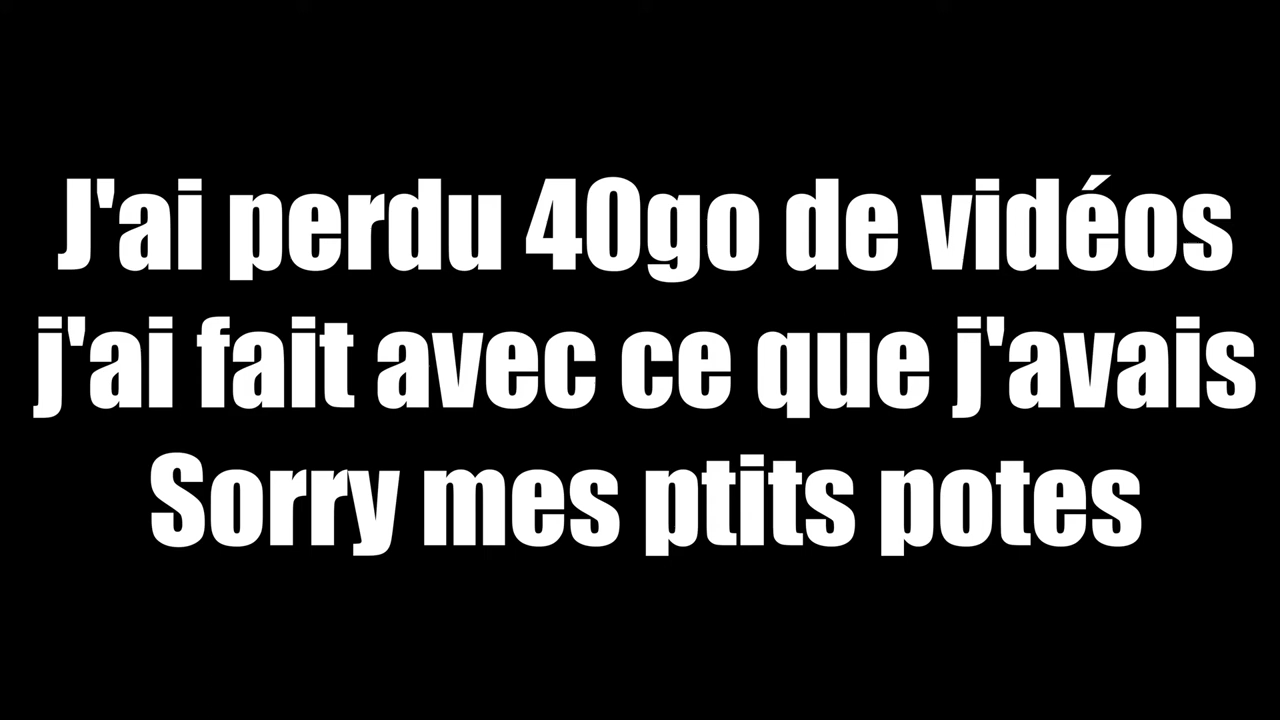 J'ai perdu 40go de vidéos
j'ai fait avec ce que j'avais
Sorry mes ptits potes